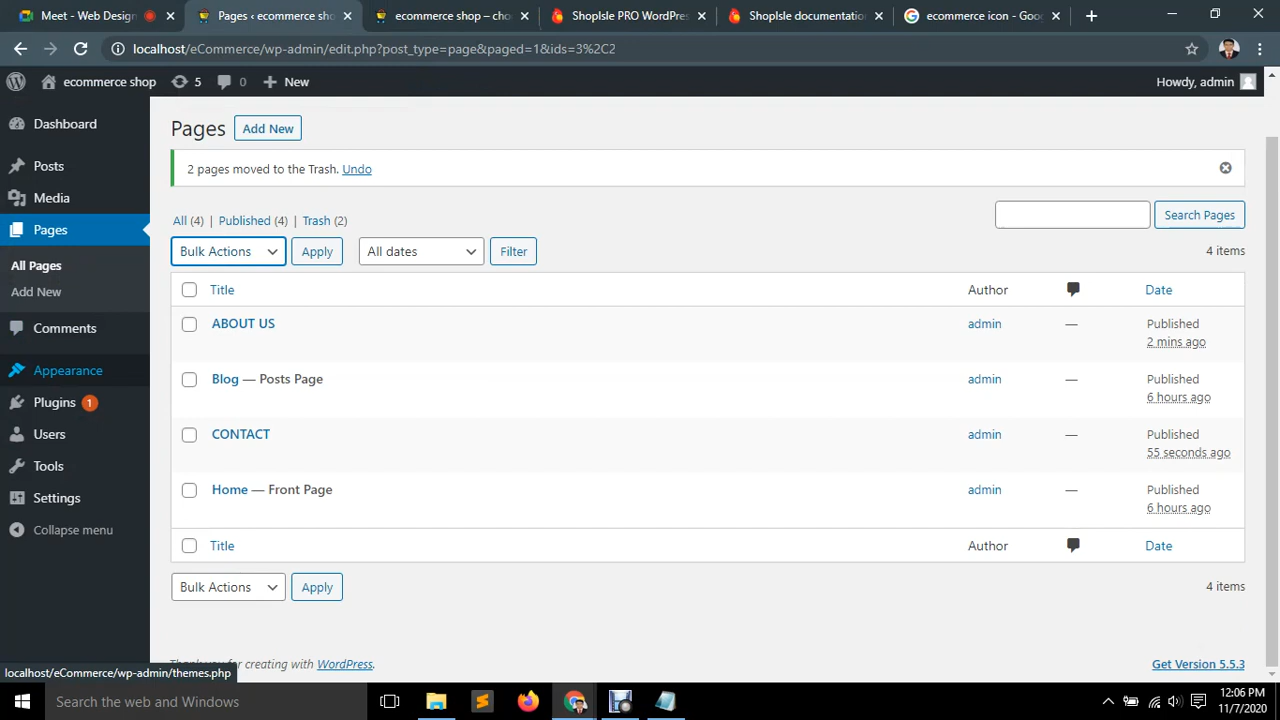 Meet - Web Design
Pages ‹ ecommerce sho
ecommerce shop – cho
ShopIsle PRO WordPres
ShopIsle documentatio
ecommerce icon - Goo
localhost/eCommerce/wp-admin/edit.php?post_type=page&paged=1&ids=3%2C2
ecommerce shop
5
0
New
Howdy, admin
Dashboard
Posts
Media
Pages
All Pages
Add New
Comments
Appearance
Plugins 1
Users
Tools
Settings
Collapse menu
Pages Add New
2 pages moved to the Trash. Undo
All (4) | Published (4) | Trash (2)
Search Pages
Bulk Actions Apply All dates Filter
4 items
Title Author Date
ABOUT US admin — Published
2 mins ago
Blog — Posts Page admin — Published
6 hours ago
CONTACT admin — Published
55 seconds ago
Home — Front Page admin — Published
6 hours ago
Title Author Date
Bulk Actions Apply
4 items
for creating with WordPress.
Get Version 5.5.3
localhost/eCommerce/wp-admin/themes.php
Search the web and Windows
12:06 PM
11/7/2020